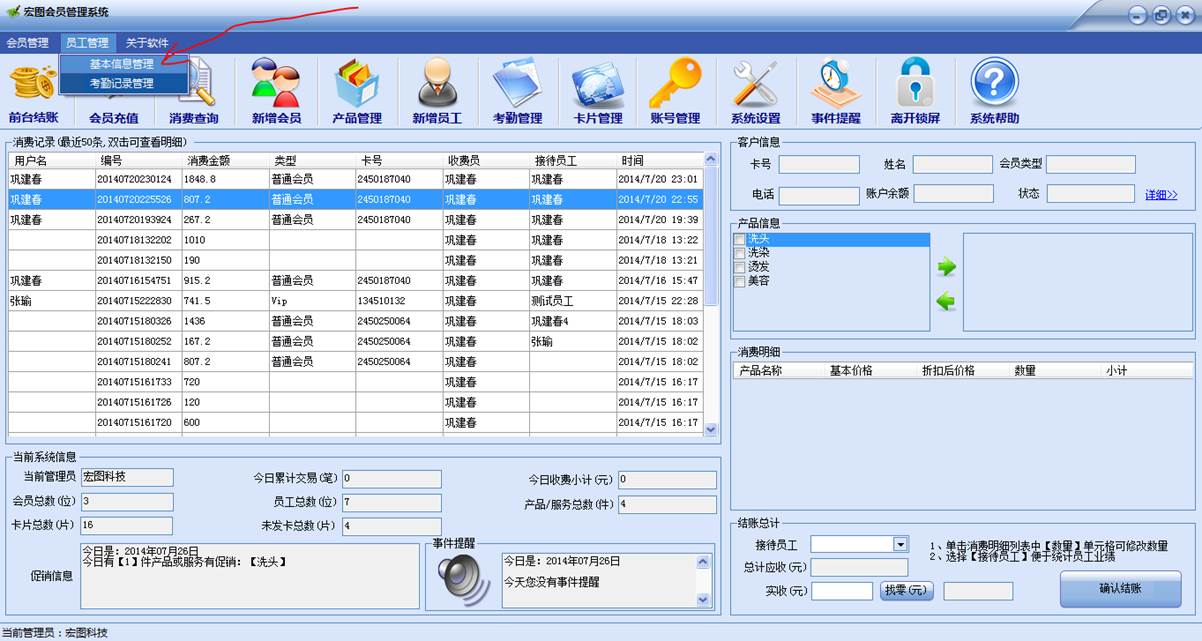 宏图会员管理系统
会员管理 员工管理 关于软件
基本信息管理
考勤记录管理
前台结账 会员充值 消费查询 新增会员 产品管理 新增员工 考勤管理 卡片管理 账号管理 系统设置 事件提醒 离开锁屏 系统帮助
消费记录(最近50条,双击可查看明细)
用户名 编号 消费金额 类型 卡号 收费员 接待员工 时间
巩建春 20140720230124 1848.8 普通会员 2450187040 巩建春 巩建春 2014/7/20 23:01
巩建春 20140720225526 807.2 普通会员 2450187040 巩建春 巩建春 2014/7/20 22:55
巩建春 20140720193924 267.2 普通会员 2450187040 巩建春 巩建春 2014/7/20 19:39
20140718132202 1010 巩建春 巩建春 2014/7/18 13:22
20140718132150 190 巩建春 巩建春 2014/7/18 13:21
巩建春 20140716154751 915.2 普通会员 2450187040 巩建春 巩建春 2014/7/16 15:47
张瑜 20140715222830 741.5 Vip 134510132 巩建春 测试员工 2014/7/15 22:28
20140715180326 1436 普通会员 2450250064 巩建春 巩建春4 2014/7/15 18:03
20140715180252 167.2 普通会员 2450250064 巩建春 张瑜 2014/7/15 18:02
20140715180241 807.2 普通会员 2450250064 巩建春 2014/7/15 18:02
20140715161733 720 巩建春 2014/7/15 16:17
20140715161726 120 巩建春 2014/7/15 16:17
20140715161720 600 巩建春 2014/7/15 16:17
当前系统信息
当前管理员 宏图科技 今日累计交易(笔) 0 今日收费小计(元) 0
会员总数(位) 3 员工总数(位) 7 产品/服务总数(件) 4
卡片总数(片) 16 未发卡总数(片) 4
促销信息
今日是：2014年07月26日
今日有【1】件产品或服务有促销：【洗头】
事件提醒
今日是：2014年07月26日
今天您没有事件提醒
客户信息
卡号 姓名 会员类型
电话 账户余额 状态 详细>>
产品信息
洗头
洗染
烫发
美容
消费明细
产品名称 基本价格 折扣后价格 数量 小计
结账总计
接待员工
总计应收(元)
实收(元) 找零(元)
1、单击消费明细列表中【数量】单元格可修改数量
2、选择【接待员工】便于统计员工业绩
确认结账
当前管理员：宏图科技